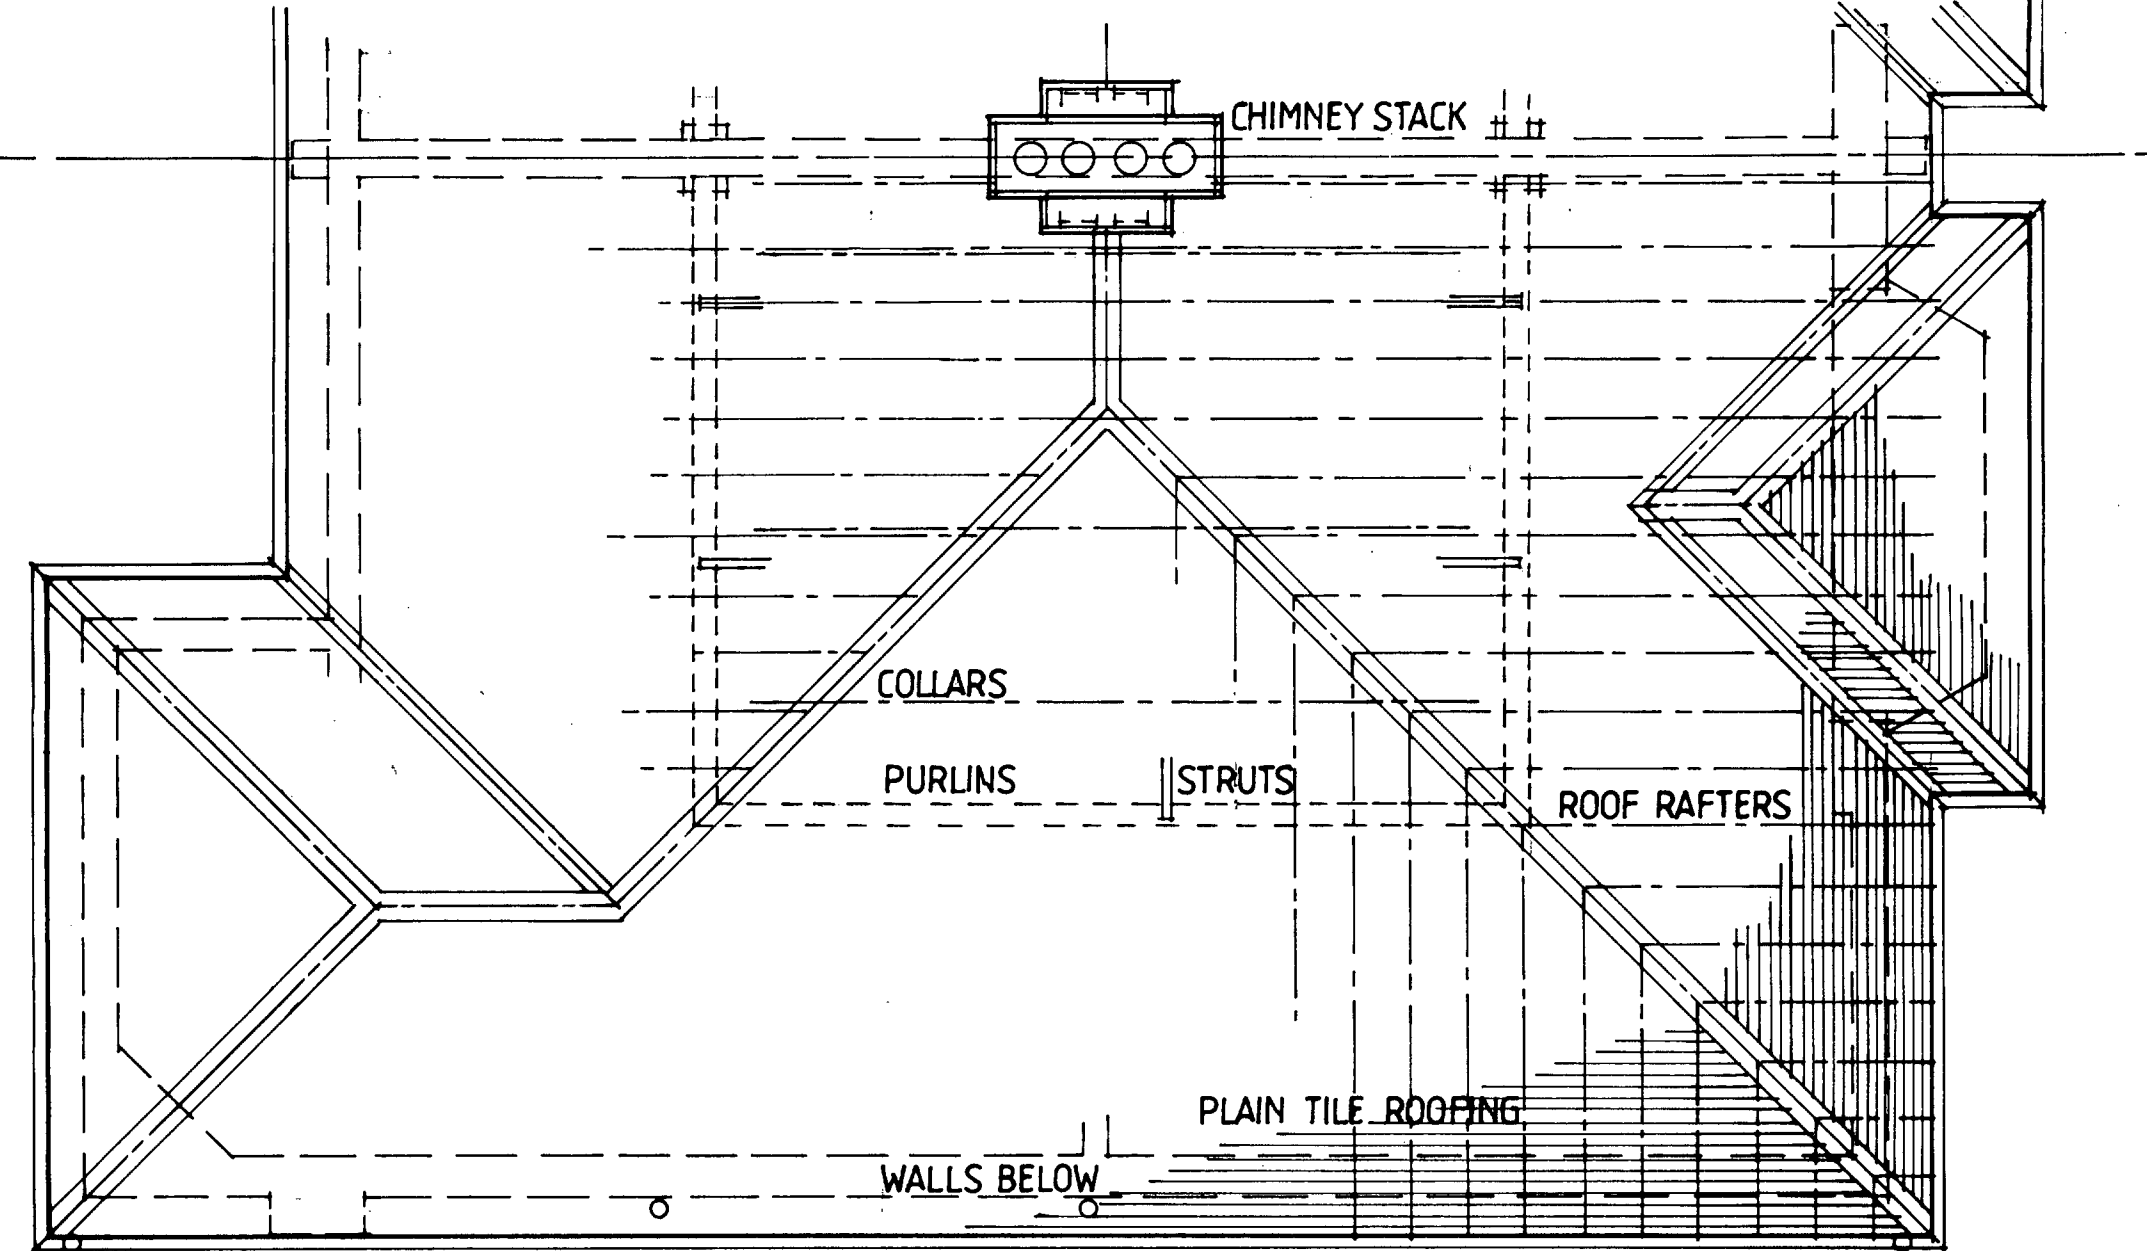 CHIMNEY STACK
COLLARS
PURLINS
STRUTS
ROOF RAFTERS
PLAIN TILE ROOFING
WALLS BELOW